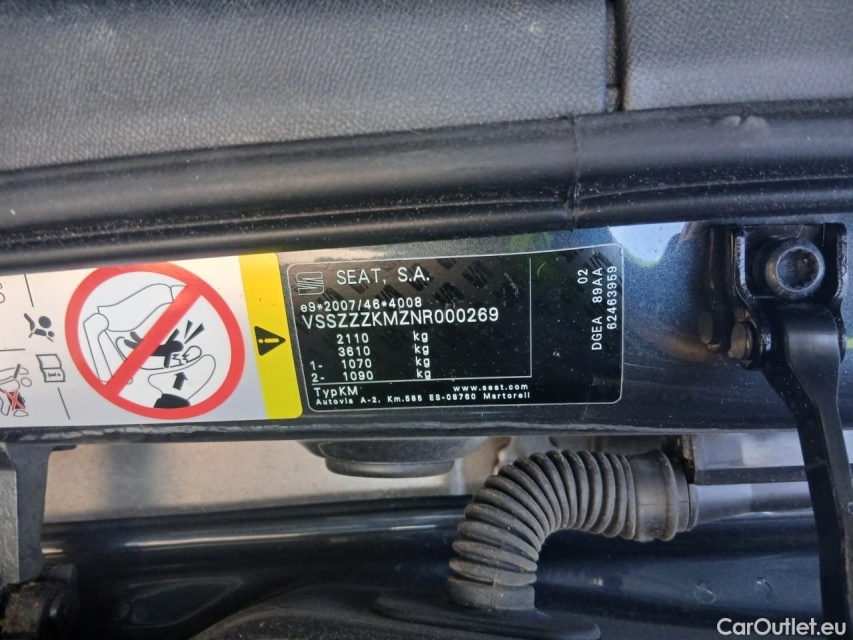 SEAT, S.A.
e9*2007/46*4008
VSSZZZKMZNR000269
2110 kg
3610 kg
1- 1070 kg
2- 1090 kg
TypKM www.seat.com
Autovia A-2, Km.585 ES-08760 Martorell
02
DGEA 89AA
62463959
CarOutlet.eu